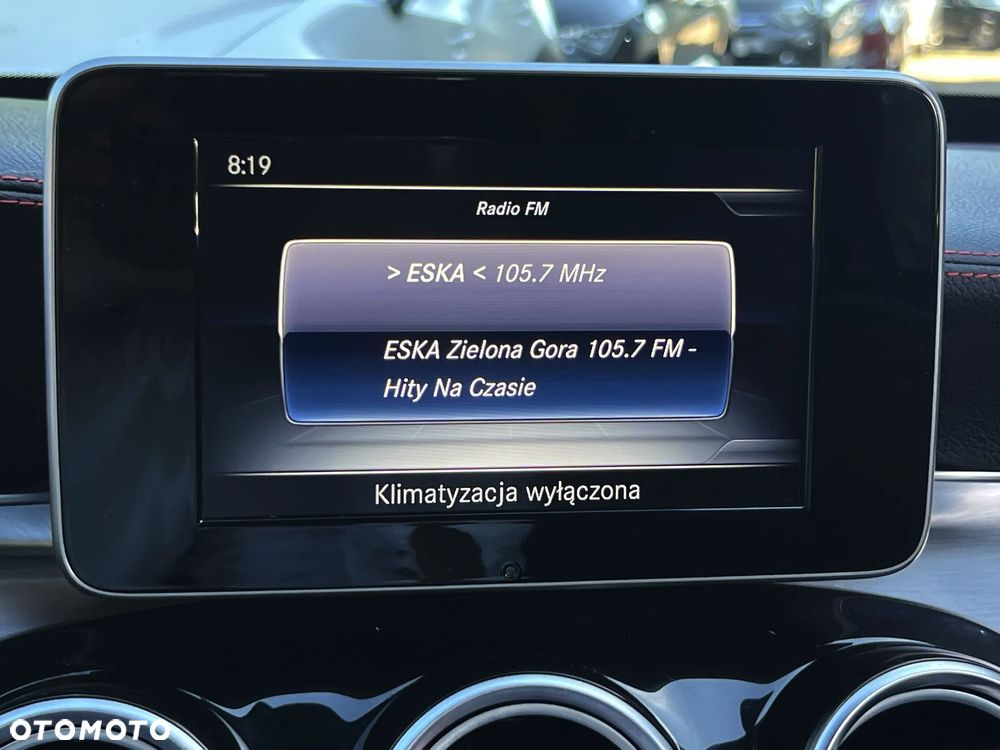 8:19
Radio FM
> ESKA < 105.7 MHz
ESKA Zielona Gora 105.7 FM -
Hity Na Czasie
Klimatyzacja wyłączona
OTOMOTO